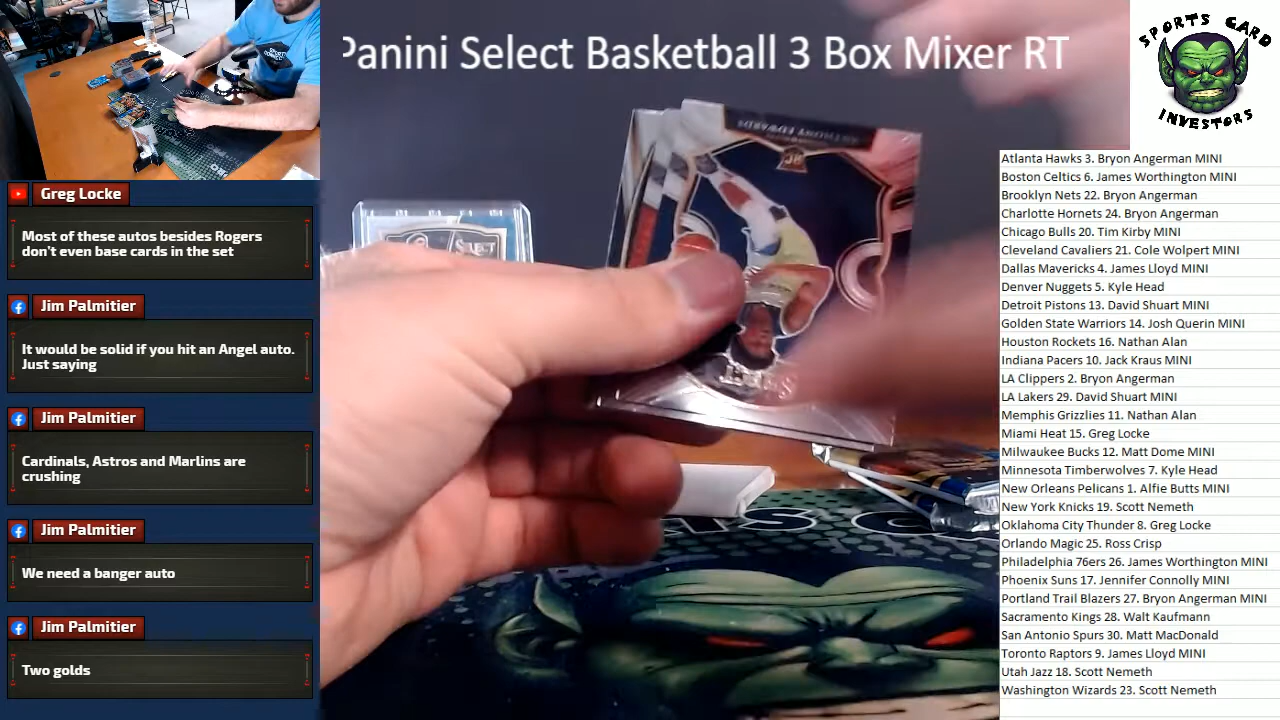 Panini Select Basketball 3 Box Mixer RT
SPORTS CARD
INVESTORS
Greg Locke
Most of these autos besides Rogers
don't even base cards in the set
Jim Palmitier
It would be solid if you hit an Angel auto.
Just saying
Jim Palmitier
Cardinals, Astros and Marlins are
crushing
Jim Palmitier
We need a banger auto
Jim Palmitier
Two golds
SELECT
ANTHONY EDWARDS
Atlanta Hawks 3. Bryon Angerman MINI
Boston Celtics 6. James Worthington MINI
Brooklyn Nets 22. Bryon Angerman
Charlotte Hornets 24. Bryon Angerman
Chicago Bulls 20. Tim Kirby MINI
Cleveland Cavaliers 21. Cole Wolpert MINI
Dallas Mavericks 4. James Lloyd MINI
Denver Nuggets 5. Kyle Head
Detroit Pistons 13. David Shuart MINI
Golden State Warriors 14. Josh Querin MINI
Houston Rockets 16. Nathan Alan
Indiana Pacers 10. Jack Kraus MINI
LA Clippers 2. Bryon Angerman
LA Lakers 29. David Shuart MINI
Memphis Grizzlies 11. Nathan Alan
Miami Heat 15. Greg Locke
Milwaukee Bucks 12. Matt Dome MINI
Minnesota Timberwolves 7. Kyle Head
New Orleans Pelicans 1. Alfie Butts MINI
New York Knicks 19. Scott Nemeth
Oklahoma City Thunder 8. Greg Locke
Orlando Magic 25. Ross Crisp
Philadelphia 76ers 26. James Worthington MINI
Phoenix Suns 17. Jennifer Connolly MINI
Portland Trail Blazers 27. Bryon Angerman MINI
Sacramento Kings 28. Walt Kaufmann
San Antonio Spurs 30. Matt MacDonald
Toronto Raptors 9. James Lloyd MINI
Utah Jazz 18. Scott Nemeth
Washington Wizards 23. Scott Nemeth